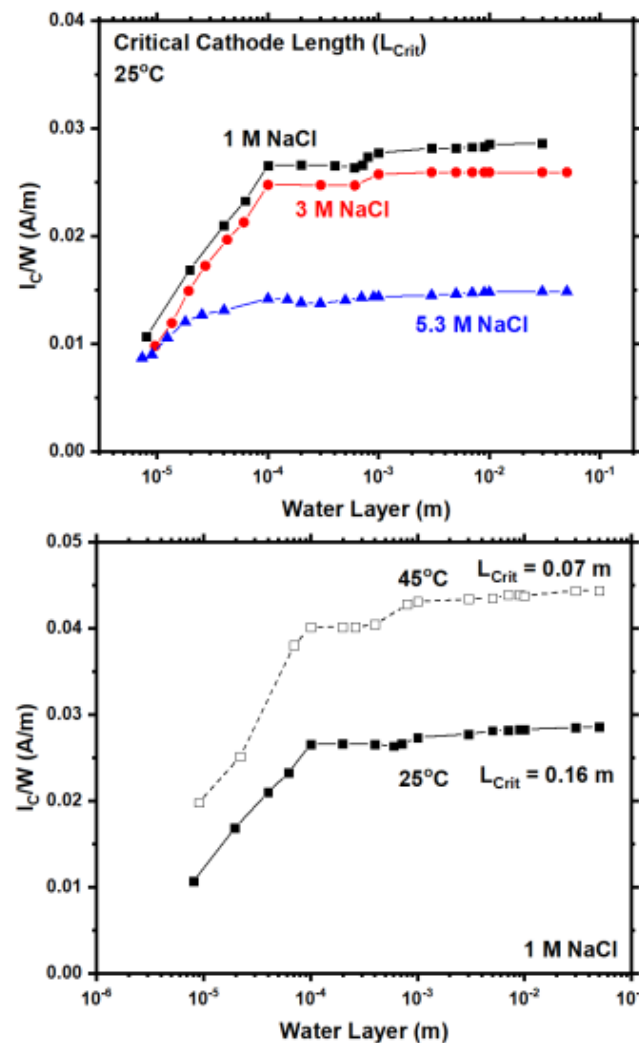 Critical Cathode Length (L_Crit)
25°C
1 M NaCl
3 M NaCl
5.3 M NaCl
0.04
0.03
0.02
0.01
0.00
I_C/W (A/m)
10⁻⁵ 10⁻⁴ 10⁻³ 10⁻² 10⁻¹
Water Layer (m)
0.05
0.04
0.03
0.02
0.01
0.00
I_C/W (A/m)
45°C L_Crit = 0.07 m
25°C L_Crit = 0.16 m
1 M NaCl
10⁻⁶ 10⁻⁵ 10⁻⁴ 10⁻³ 10⁻²
Water Layer (m)